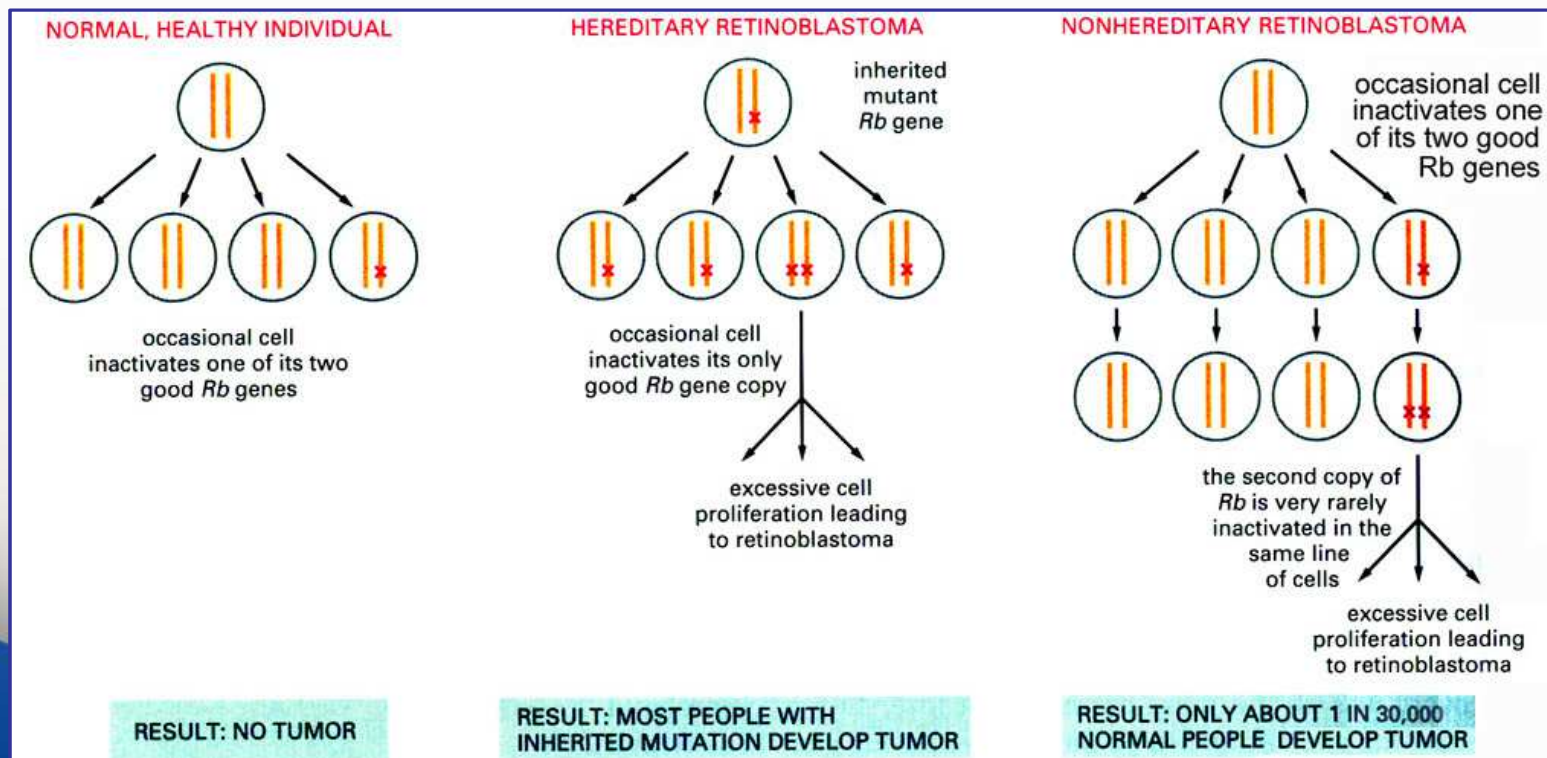 NORMAL, HEALTHY INDIVIDUAL
occasional cell
inactivates one of its two
good Rb genes
RESULT: NO TUMOR
HEREDITARY RETINOBLASTOMA
inherited
mutant
Rb gene
occasional cell
inactivates its only
good Rb gene copy
excessive cell
proliferation leading
to retinoblastoma
RESULT: MOST PEOPLE WITH
INHERITED MUTATION DEVELOP TUMOR
NONHEREDITARY RETINOBLASTOMA
occasional cell
inactivates one
of its two good
Rb genes
the second copy of
Rb is very rarely
inactivated in the
same line
of cells
excessive cell
proliferation leading
to retinoblastoma
RESULT: ONLY ABOUT 1 IN 30,000
NORMAL PEOPLE DEVELOP TUMOR